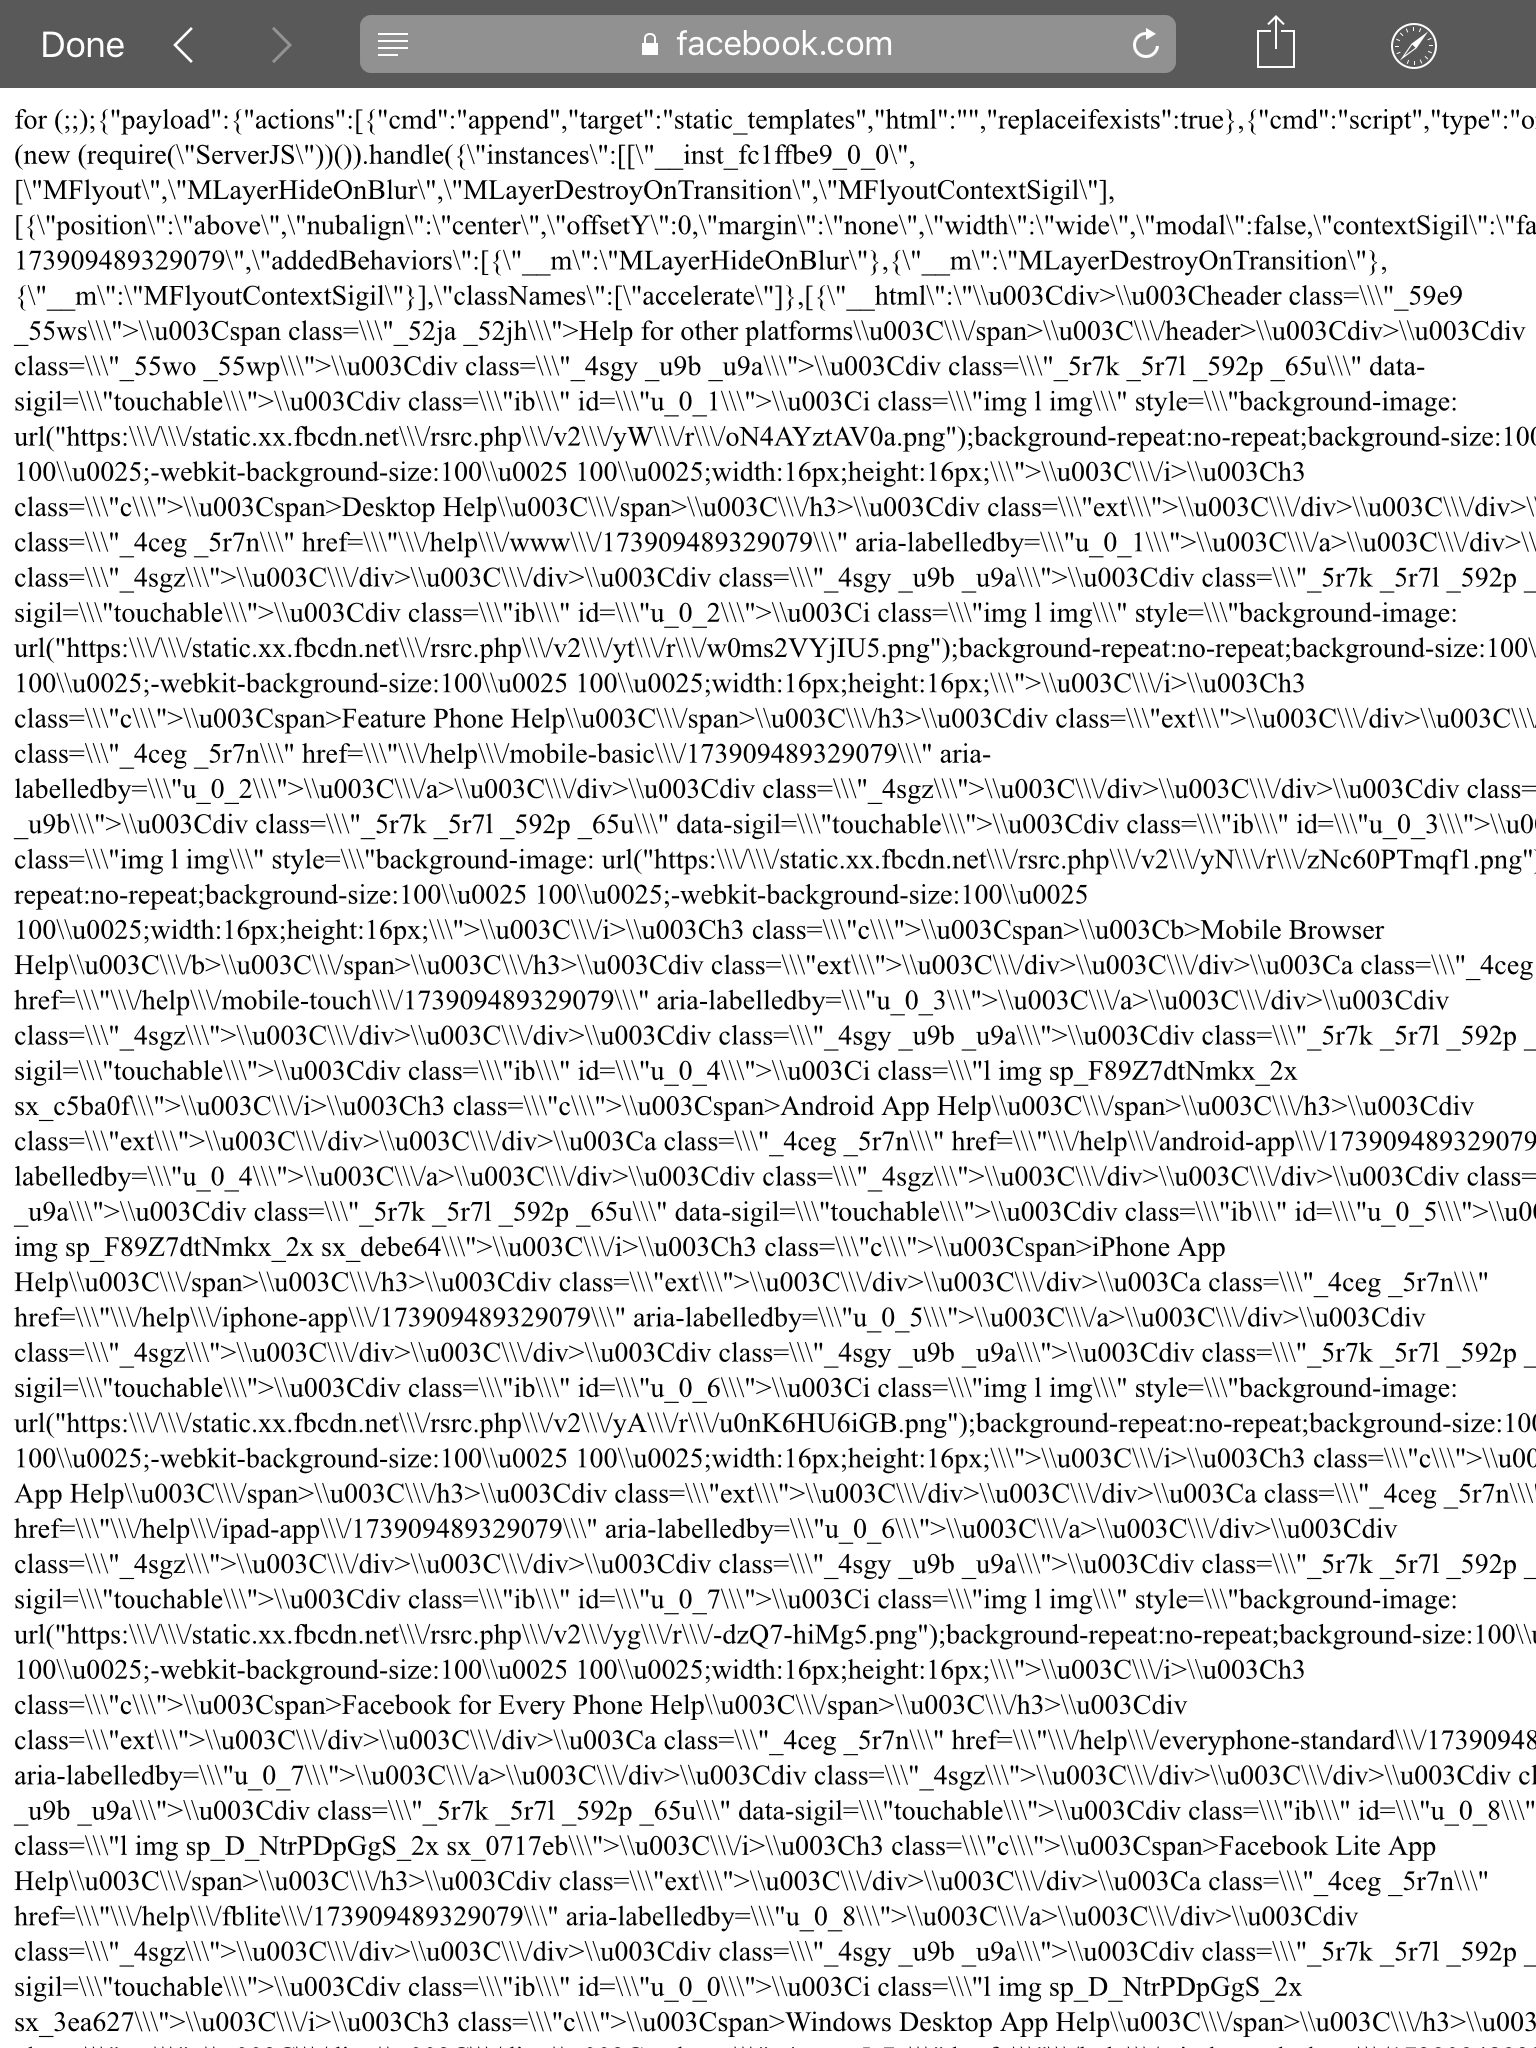 Done facebook.com
for (;;);{"payload":{"actions":[{"cmd":"append","target":"static_templates","html":"","replaceifexists":true},{"cmd":"script","type":"o
(new (require(\"ServerJS\"))()).handle({\"instances\":[[\"__inst_fc1ffbe9_0_0\",
[\"MFlyout\",\"MLayerHideOnBlur\",\"MLayerDestroyOnTransition\",\"MFlyoutContextSigil\"],
[{\"position\":\"above\",\"nubalign\":\"center\",\"offsetY\":0,\"margin\":\"none\",\"width\":\"wide\",\"modal\":false,\"contextSigil\":\"fa
173909489329079\",\"addedBehaviors\":[{\"__m\":\"MLayerHideOnBlur\"},{\"__m\":\"MLayerDestroyOnTransition\"},
{\"__m\":\"MFlyoutContextSigil\"}],\"classNames\":[\"accelerate\"]},[{\"__html\":\"\\u003Cdiv>\\u003Cheader class=\\\"_59e9
_55ws\\\">\\u003Cspan class=\\\"_52ja _52jh\\\">Help for other platforms\\u003C\\\/span>\\u003C\\\/header>\\u003Cdiv>\\u003Cdiv
class=\\\"_55wo _55wp\\\">\\u003Cdiv class=\\\"_4sgy _u9b _u9a\\\">\\u003Cdiv class=\\\"_5r7k _5r7l _592p _65u\\\" data-
sigil=\\\"touchable\\\">\\u003Cdiv class=\\\"ib\\\" id=\\\"u_0_1\\\">\\u003Ci class=\\\"img l img\\\" style=\\\"background-image:
url("https:\\\/\\\/static.xx.fbcdn.net\\\/rsrc.php\\\/v2\\\/yW\\\/r\\\/oN4AYztAV0a.png");background-repeat:no-repeat;background-size:100
100\\u0025;-webkit-background-size:100\\u0025 100\\u0025;width:16px;height:16px;\\\">\\u003C\\\/i>\\u003Ch3
class=\\\"c\\\">\\u003Cspan>Desktop Help\\u003C\\\/span>\\u003C\\\/h3>\\u003Cdiv class=\\\"ext\\\">\\u003C\\\/div>\\u003C\\\/div>\
class=\\\"_4ceg _5r7n\\\" href=\\\"\\\/help\\\/www\\\/173909489329079\\\" aria-labelledby=\\\"u_0_1\\\">\\u003C\\\/a>\\u003C\\\/div>\\
class=\\\"_4sgz\\\">\\u003C\\\/div>\\u003C\\\/div>\\u003Cdiv class=\\\"_4sgy _u9b _u9a\\\">\\u003Cdiv class=\\\"_5r7k _5r7l _592p _
sigil=\\\"touchable\\\">\\u003Cdiv class=\\\"ib\\\" id=\\\"u_0_2\\\">\\u003Ci class=\\\"img l img\\\" style=\\\"background-image:
url("https:\\\/\\\/static.xx.fbcdn.net\\\/rsrc.php\\\/v2\\\/yt\\\/r\\\/w0ms2VYjIU5.png");background-repeat:no-repeat;background-size:100\
100\\u0025;-webkit-background-size:100\\u0025 100\\u0025;width:16px;height:16px;\\\">\\u003C\\\/i>\\u003Ch3
class=\\\"c\\\">\\u003Cspan>Feature Phone Help\\u003C\\\/span>\\u003C\\\/h3>\\u003Cdiv class=\\\"ext\\\">\\u003C\\\/div>\\u003C\\\/
class=\\\"_4ceg _5r7n\\\" href=\\\"\\\/help\\\/mobile-basic\\\/173909489329079\\\" aria-
labelledby=\\\"u_0_2\\\">\\u003C\\\/a>\\u003C\\\/div>\\u003Cdiv class=\\\"_4sgz\\\">\\u003C\\\/div>\\u003C\\\/div>\\u003Cdiv class=
_u9b\\\">\\u003Cdiv class=\\\"_5r7k _5r7l _592p _65u\\\" data-sigil=\\\"touchable\\\">\\u003Cdiv class=\\\"ib\\\" id=\\\"u_0_3\\\">\\u0
class=\\\"img l img\\\" style=\\\"background-image: url("https:\\\/\\\/static.xx.fbcdn.net\\\/rsrc.php\\\/v2\\\/yN\\\/r\\\/zNc60PTmqf1.png")
repeat:no-repeat;background-size:100\\u0025 100\\u0025;-webkit-background-size:100\\u0025
100\\u0025;width:16px;height:16px;\\\">\\u003C\\\/i>\\u003Ch3 class=\\\"c\\\">\\u003Cspan>\\u003Cb>Mobile Browser
Help\\u003C\\\/b>\\u003C\\\/span>\\u003C\\\/h3>\\u003Cdiv class=\\\"ext\\\">\\u003C\\\/div>\\u003C\\\/div>\\u003Ca class=\\\"_4ceg
href=\\\"\\\/help\\\/mobile-touch\\\/173909489329079\\\" aria-labelledby=\\\"u_0_3\\\">\\u003C\\\/a>\\u003C\\\/div>\\u003Cdiv
class=\\\"_4sgz\\\">\\u003C\\\/div>\\u003C\\\/div>\\u003Cdiv class=\\\"_4sgy _u9b _u9a\\\">\\u003Cdiv class=\\\"_5r7k _5r7l _592p _
sigil=\\\"touchable\\\">\\u003Cdiv class=\\\"ib\\\" id=\\\"u_0_4\\\">\\u003Ci class=\\\"l img sp_F89Z7dtNmkx_2x
sx_c5ba0f\\\">\\u003C\\\/i>\\u003Ch3 class=\\\"c\\\">\\u003Cspan>Android App Help\\u003C\\\/span>\\u003C\\\/h3>\\u003Cdiv
class=\\\"ext\\\">\\u003C\\\/div>\\u003C\\\/div>\\u003Ca class=\\\"_4ceg _5r7n\\\" href=\\\"\\\/help\\\/android-app\\\/173909489329079
labelledby=\\\"u_0_4\\\">\\u003C\\\/a>\\u003C\\\/div>\\u003Cdiv class=\\\"_4sgz\\\">\\u003C\\\/div>\\u003C\\\/div>\\u003Cdiv class=
_u9a\\\">\\u003Cdiv class=\\\"_5r7k _5r7l _592p _65u\\\" data-sigil=\\\"touchable\\\">\\u003Cdiv class=\\\"ib\\\" id=\\\"u_0_5\\\">\\u00
img sp_F89Z7dtNmkx_2x sx_debe64\\\">\\u003C\\\/i>\\u003Ch3 class=\\\"c\\\">\\u003Cspan>iPhone App
Help\\u003C\\\/span>\\u003C\\\/h3>\\u003Cdiv class=\\\"ext\\\">\\u003C\\\/div>\\u003C\\\/div>\\u003Ca class=\\\"_4ceg _5r7n\\\"
href=\\\"\\\/help\\\/iphone-app\\\/173909489329079\\\" aria-labelledby=\\\"u_0_5\\\">\\u003C\\\/a>\\u003C\\\/div>\\u003Cdiv
class=\\\"_4sgz\\\">\\u003C\\\/div>\\u003C\\\/div>\\u003Cdiv class=\\\"_4sgy _u9b _u9a\\\">\\u003Cdiv class=\\\"_5r7k _5r7l _592p _
sigil=\\\"touchable\\\">\\u003Cdiv class=\\\"ib\\\" id=\\\"u_0_6\\\">\\u003Ci class=\\\"img l img\\\" style=\\\"background-image:
url("https:\\\/\\\/static.xx.fbcdn.net\\\/rsrc.php\\\/v2\\\/yA\\\/r\\\/u0nK6HU6iGB.png");background-repeat:no-repeat;background-size:100
100\\u0025;-webkit-background-size:100\\u0025 100\\u0025;width:16px;height:16px;\\\">\\u003C\\\/i>\\u003Ch3 class=\\\"c\\\">\\u00
App Help\\u003C\\\/span>\\u003C\\\/h3>\\u003Cdiv class=\\\"ext\\\">\\u003C\\\/div>\\u003C\\\/div>\\u003Ca class=\\\"_4ceg _5r7n\\\"
href=\\\"\\\/help\\\/ipad-app\\\/173909489329079\\\" aria-labelledby=\\\"u_0_6\\\">\\u003C\\\/a>\\u003C\\\/div>\\u003Cdiv
class=\\\"_4sgz\\\">\\u003C\\\/div>\\u003C\\\/div>\\u003Cdiv class=\\\"_4sgy _u9b _u9a\\\">\\u003Cdiv class=\\\"_5r7k _5r7l _592p _
sigil=\\\"touchable\\\">\\u003Cdiv class=\\\"ib\\\" id=\\\"u_0_7\\\">\\u003Ci class=\\\"img l img\\\" style=\\\"background-image:
url("https:\\\/\\\/static.xx.fbcdn.net\\\/rsrc.php\\\/v2\\\/yg\\\/r\\\/-dzQ7-hiMg5.png");background-repeat:no-repeat;background-size:100\\u
100\\u0025;-webkit-background-size:100\\u0025 100\\u0025;width:16px;height:16px;\\\">\\u003C\\\/i>\\u003Ch3
class=\\\"c\\\">\\u003Cspan>Facebook for Every Phone Help\\u003C\\\/span>\\u003C\\\/h3>\\u003Cdiv
class=\\\"ext\\\">\\u003C\\\/div>\\u003C\\\/div>\\u003Ca class=\\\"_4ceg _5r7n\\\" href=\\\"\\\/help\\\/everyphone-standard\\\/17390948
aria-labelledby=\\\"u_0_7\\\">\\u003C\\\/a>\\u003C\\\/div>\\u003Cdiv class=\\\"_4sgz\\\">\\u003C\\\/div>\\u003C\\\/div>\\u003Cdiv cl
_u9b _u9a\\\">\\u003Cdiv class=\\\"_5r7k _5r7l _592p _65u\\\" data-sigil=\\\"touchable\\\">\\u003Cdiv class=\\\"ib\\\" id=\\\"u_0_8\\\"
class=\\\"l img sp_D_NtrPDpGgS_2x sx_0717eb\\\">\\u003C\\\/i>\\u003Ch3 class=\\\"c\\\">\\u003Cspan>Facebook Lite App
Help\\u003C\\\/span>\\u003C\\\/h3>\\u003Cdiv class=\\\"ext\\\">\\u003C\\\/div>\\u003C\\\/div>\\u003Ca class=\\\"_4ceg _5r7n\\\"
href=\\\"\\\/help\\\/fblite\\\/173909489329079\\\" aria-labelledby=\\\"u_0_8\\\">\\u003C\\\/a>\\u003C\\\/div>\\u003Cdiv
class=\\\"_4sgz\\\">\\u003C\\\/div>\\u003C\\\/div>\\u003Cdiv class=\\\"_4sgy _u9b _u9a\\\">\\u003Cdiv class=\\\"_5r7k _5r7l _592p _
sigil=\\\"touchable\\\">\\u003Cdiv class=\\\"ib\\\" id=\\\"u_0_0\\\">\\u003Ci class=\\\"l img sp_D_NtrPDpGgS_2x
sx_3ea627\\\">\\u003C\\\/i>\\u003Ch3 class=\\\"c\\\">\\u003Cspan>Windows Desktop App Help\\u003C\\\/span>\\u003C\\\/h3>\\u003